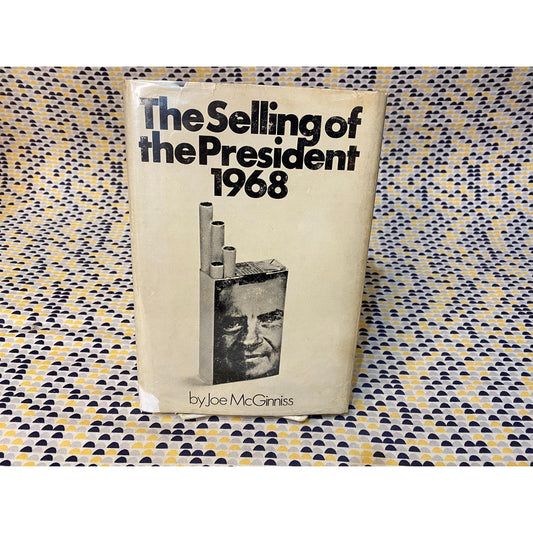 The Selling of
the President
1968
by Joe McGinniss